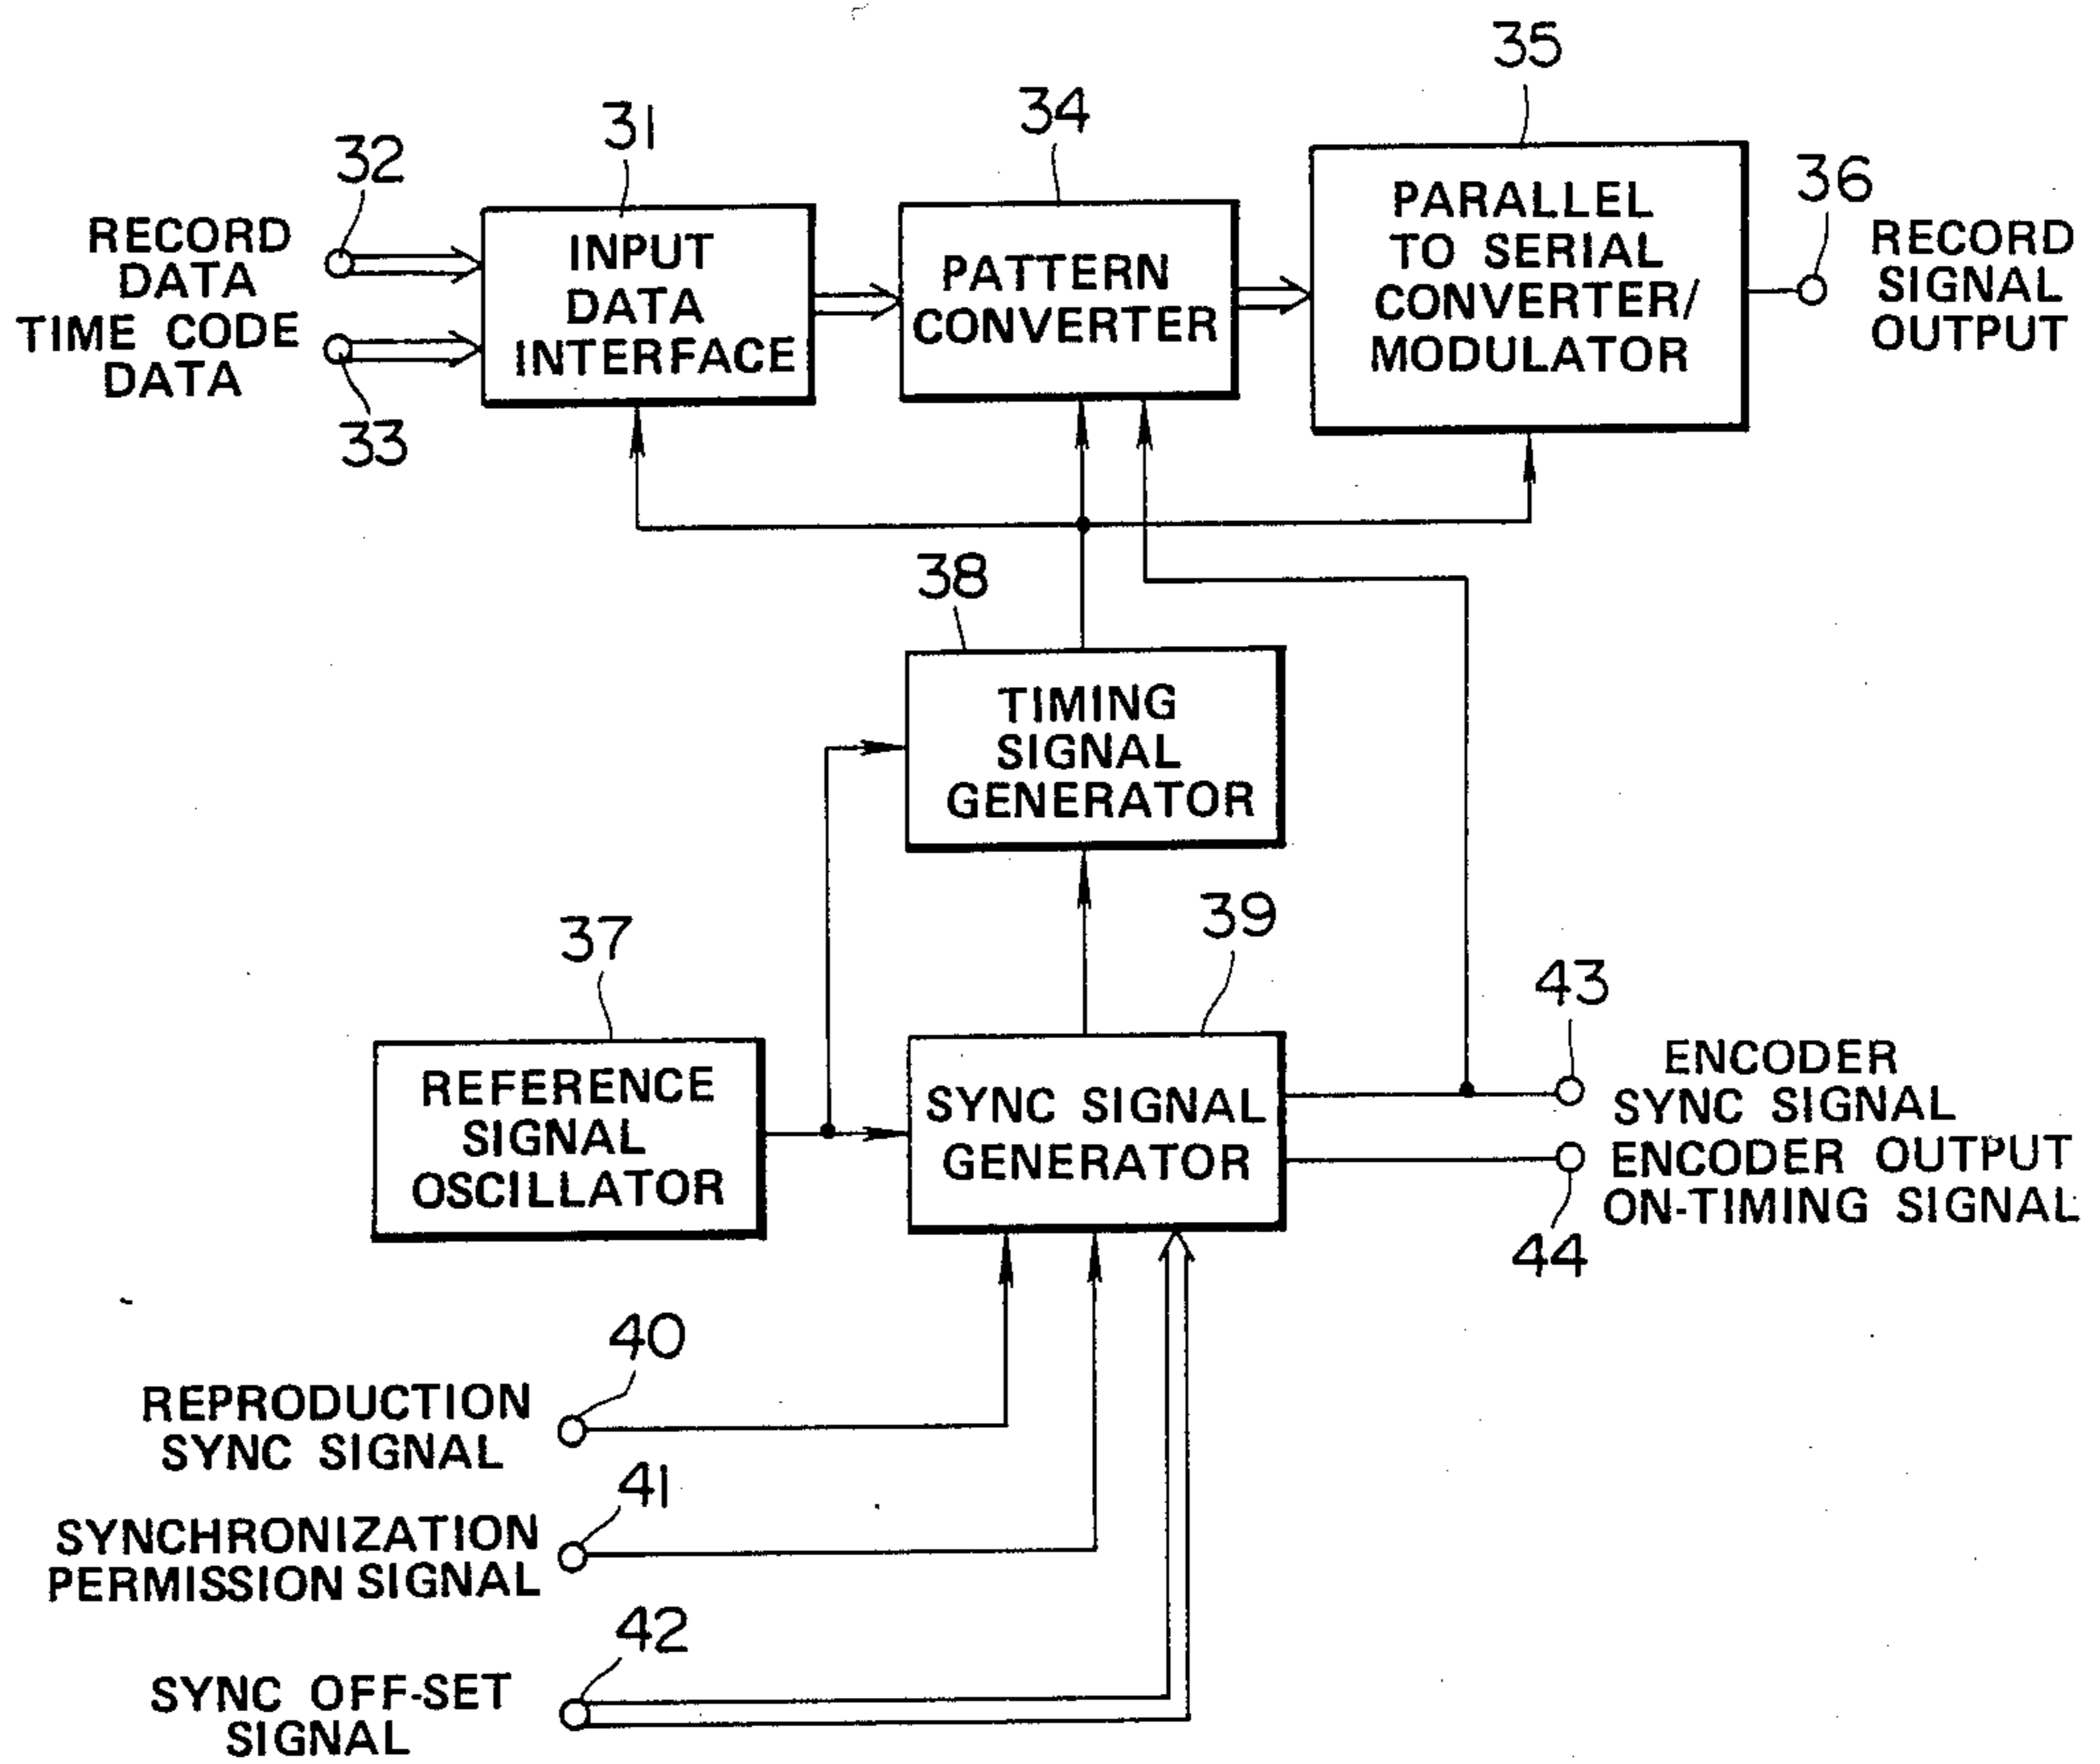 35
34
31
36
32
RECORD
DATA
TIME CODE
DATA
33
INPUT
DATA
INTERFACE
PATTERN
CONVERTER
PARALLEL
TO SERIAL
CONVERTER/
MODULATOR
RECORD
SIGNAL
OUTPUT
38
TIMING
SIGNAL
GENERATOR
39
37
43
REFERENCE
SIGNAL
OSCILLATOR
SYNC SIGNAL
GENERATOR
ENCODER
SYNC SIGNAL
ENCODER OUTPUT
ON-TIMING SIGNAL
44
40
REPRODUCTION
SYNC SIGNAL
41
SYNCHRONIZATION
PERMISSION SIGNAL
42
SYNC OFF-SET
SIGNAL